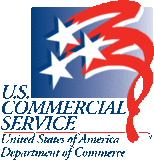 U.S.
COMMERCIAL
SERVICE
United States of America
Department of Commerce